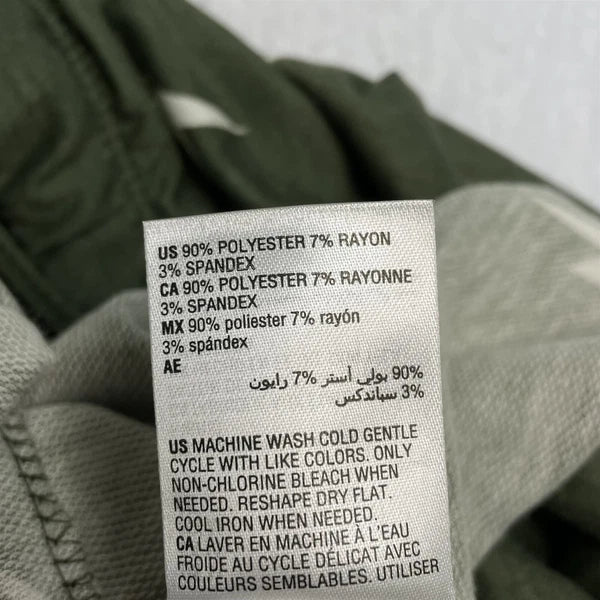 US 90% POLYESTER 7% RAYON
3% SPANDEX
CA 90% POLYESTER 7% RAYONNE
3% SPANDEX
MX 90% poliester 7% rayón
3% spándex
AE
90% بولي أستر 7% رايون
3% سباندكس
US MACHINE WASH COLD GENTLE
CYCLE WITH LIKE COLORS. ONLY
NON-CHLORINE BLEACH WHEN
NEEDED. RESHAPE DRY FLAT.
COOL IRON WHEN NEEDED.
CA LAVER EN MACHINE À L'EAU
FROIDE AU CYCLE DÉLICAT AVEC
COULEURS SEMBLABLES. UTILISER